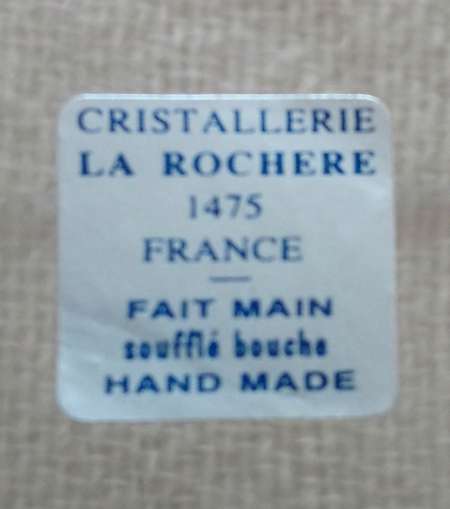 CRISTALLERIE
LA ROCHERE
1475
FRANCE
—
FAIT MAIN
soufflé bouche
HAND MADE